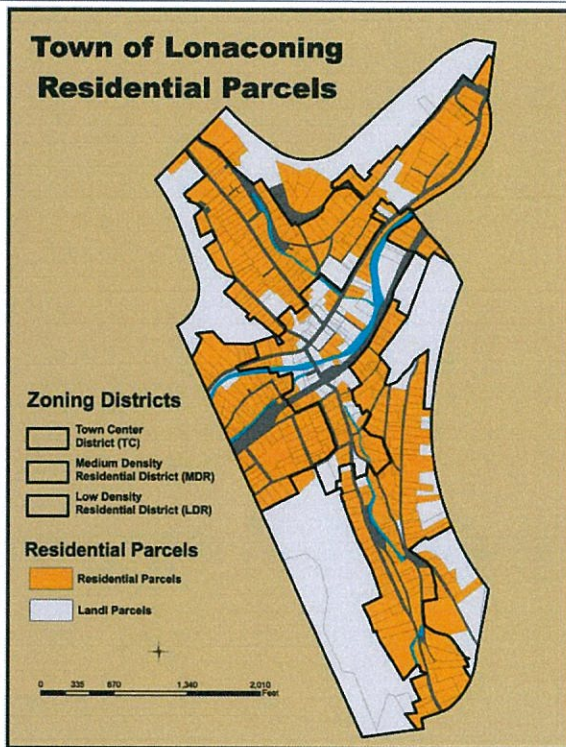 Town of Lonaconing
Residential Parcels
Zoning Districts
Town Center
District (TC)
Medium Density
Residential District (MDR)
Low Density
Residential District (LDR)
Residential Parcels
Residential Parcels
Landl Parcels
0 335 670 1,340 2,010
Feet